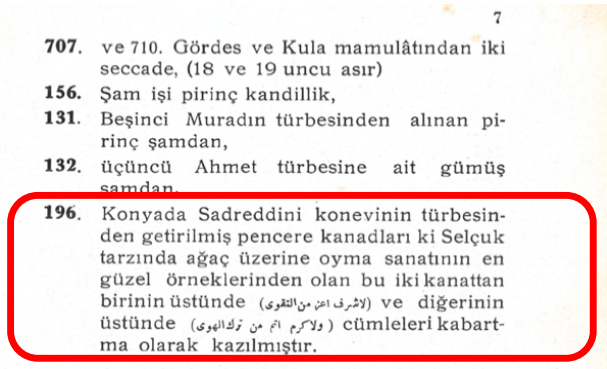 7
707. ve 710. Gördes ve Kula mamulâtından iki
seccade, (18 ve 19 uncu asır)
156. Şam işi pirinç kandillik,
131. Beşinci Muradın türbesinden alınan pi-
rinç şamdan,
132. üçüncü Ahmet türbesine ait gümüş
şamdan.
196. Konyada Sadreddini konevinin türbesin-
den getirilmiş pencere kanadları ki Selçuk
tarzında ağaç üzerine oyma sanatının en
güzel örneklerinden olan bu iki kanattan
birinin üstünde (لاشرف اعز من التقوى) ve diğerinin
üstünde (ولاكرم اتم من ترك الهوى) cümleleri kabart-
ma olarak kazılmıştır.